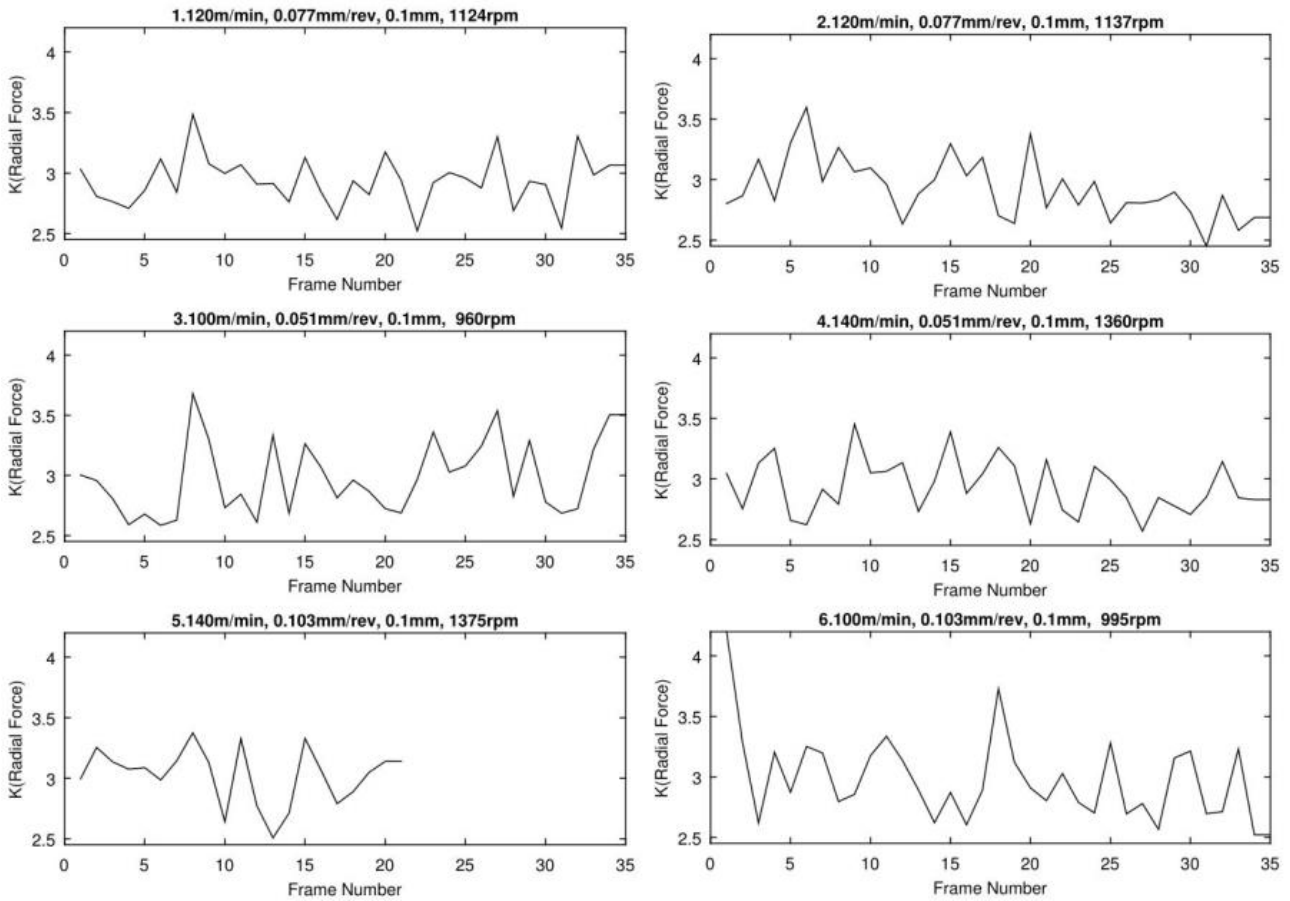 1.120m/min, 0.077mm/rev, 0.1mm, 1124rpm
K(Radial Force)
4
3.5
3
2.5
0 5 10 15 20 25 30 35
Frame Number
2.120m/min, 0.077mm/rev, 0.1mm, 1137rpm
K(Radial Force)
4
3.5
3
2.5
0 5 10 15 20 25 30 35
Frame Number
3.100m/min, 0.051mm/rev, 0.1mm, 960rpm
K(Radial Force)
4
3.5
3
2.5
0 5 10 15 20 25 30 35
Frame Number
4.140m/min, 0.051mm/rev, 0.1mm, 1360rpm
K(Radial Force)
4
3.5
3
2.5
0 5 10 15 20 25 30 35
Frame Number
5.140m/min, 0.103mm/rev, 0.1mm, 1375rpm
K(Radial Force)
4
3.5
3
2.5
0 5 10 15 20 25 30 35
Frame Number
6.100m/min, 0.103mm/rev, 0.1mm, 995rpm
K(Radial Force)
4
3.5
3
2.5
0 5 10 15 20 25 30 35
Frame Number